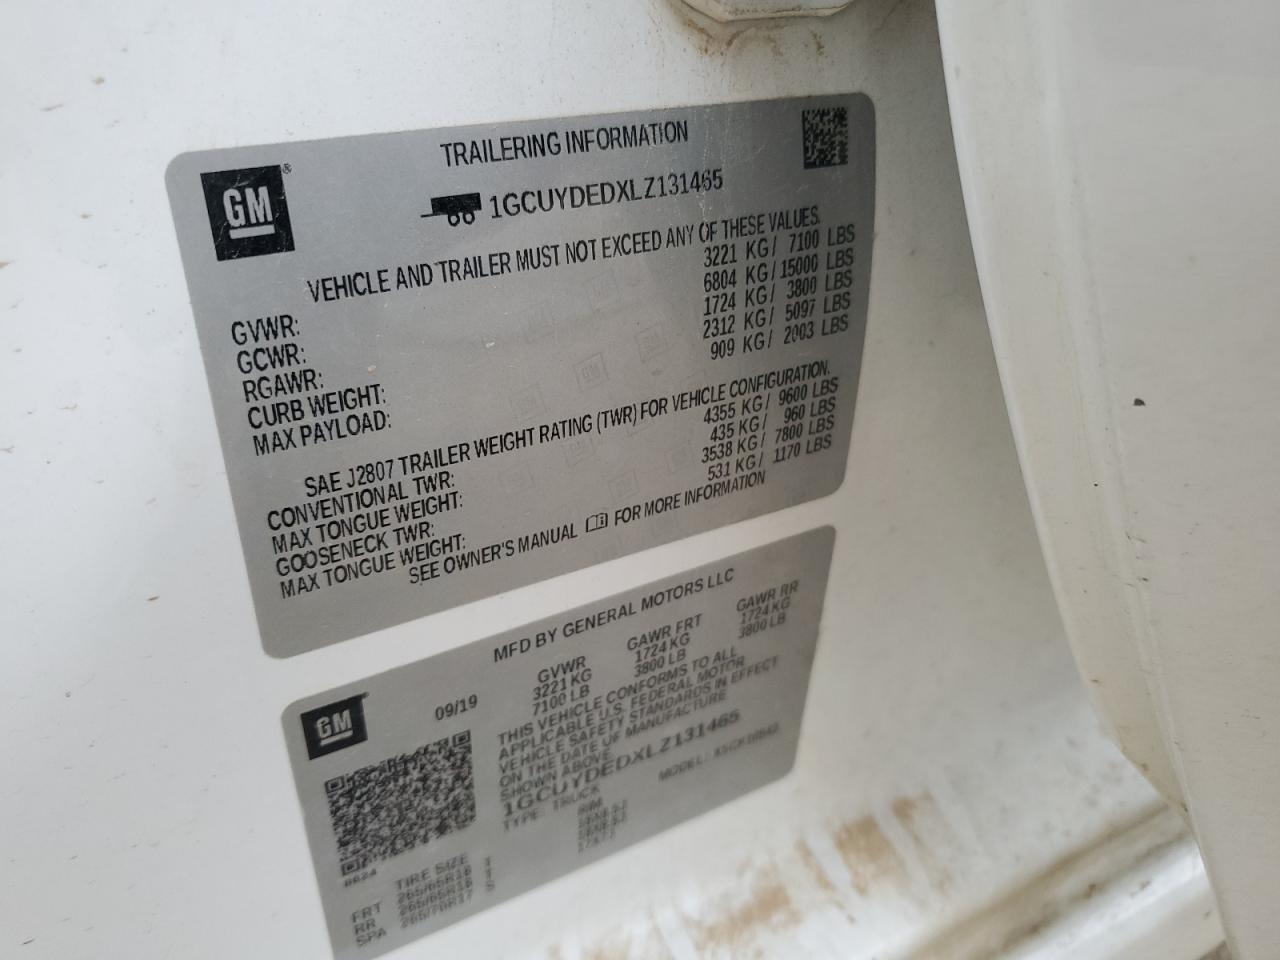 GM ®
TRAILERING INFORMATION
1GCUYDEDXLZ131465
VEHICLE AND TRAILER MUST NOT EXCEED ANY OF THESE VALUES.
GVWR: 3221 KG/ 7100 LBS
GCWR: 6804 KG/15000 LBS
RGAWR: 1724 KG/ 3800 LBS
CURB WEIGHT: 2312 KG/ 5097 LBS
MAX PAYLOAD: 909 KG/ 2003 LBS
SAE J2807 TRAILER WEIGHT RATING (TWR) FOR VEHICLE CONFIGURATION.
CONVENTIONAL TWR: 4355 KG/ 9600 LBS
MAX TONGUE WEIGHT: 435 KG/ 960 LBS
GOOSENECK TWR: 3538 KG/ 7800 LBS
MAX TONGUE WEIGHT: 531 KG/ 1170 LBS
SEE OWNER'S MANUAL FOR MORE INFORMATION
GM
MFD BY GENERAL MOTORS LLC
09/19
GVWR GAWR FRT GAWR RR
3221 KG 1724 KG 1724 KG
7100 LB 3800 LB 3800 LB
THIS VEHICLE CONFORMS TO ALL
APPLICABLE U.S. FEDERAL MOTOR
VEHICLE SAFETY STANDARDS IN EFFECT
ON THE DATE OF MANUFACTURE
SHOWN ABOVE.
1GCUYDEDXLZ131465
TYPE: TRUCK MODEL:
TIRE SIZE RIM
FRT
RR
SPA